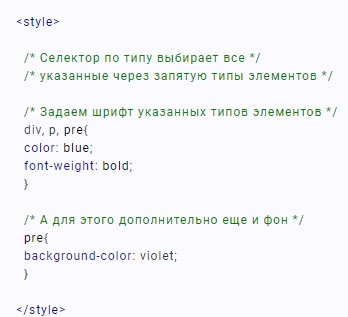 <style>
/* Селектор по типу выбирает все */
/* указанные через запятую типы элементов */
/* Задаем шрифт указанных типов элементов */
div, p, pre{
color: blue;
font-weight: bold;
}
/* А для этого дополнительно еще и фон */
pre{
background-color: violet;
}
</style>